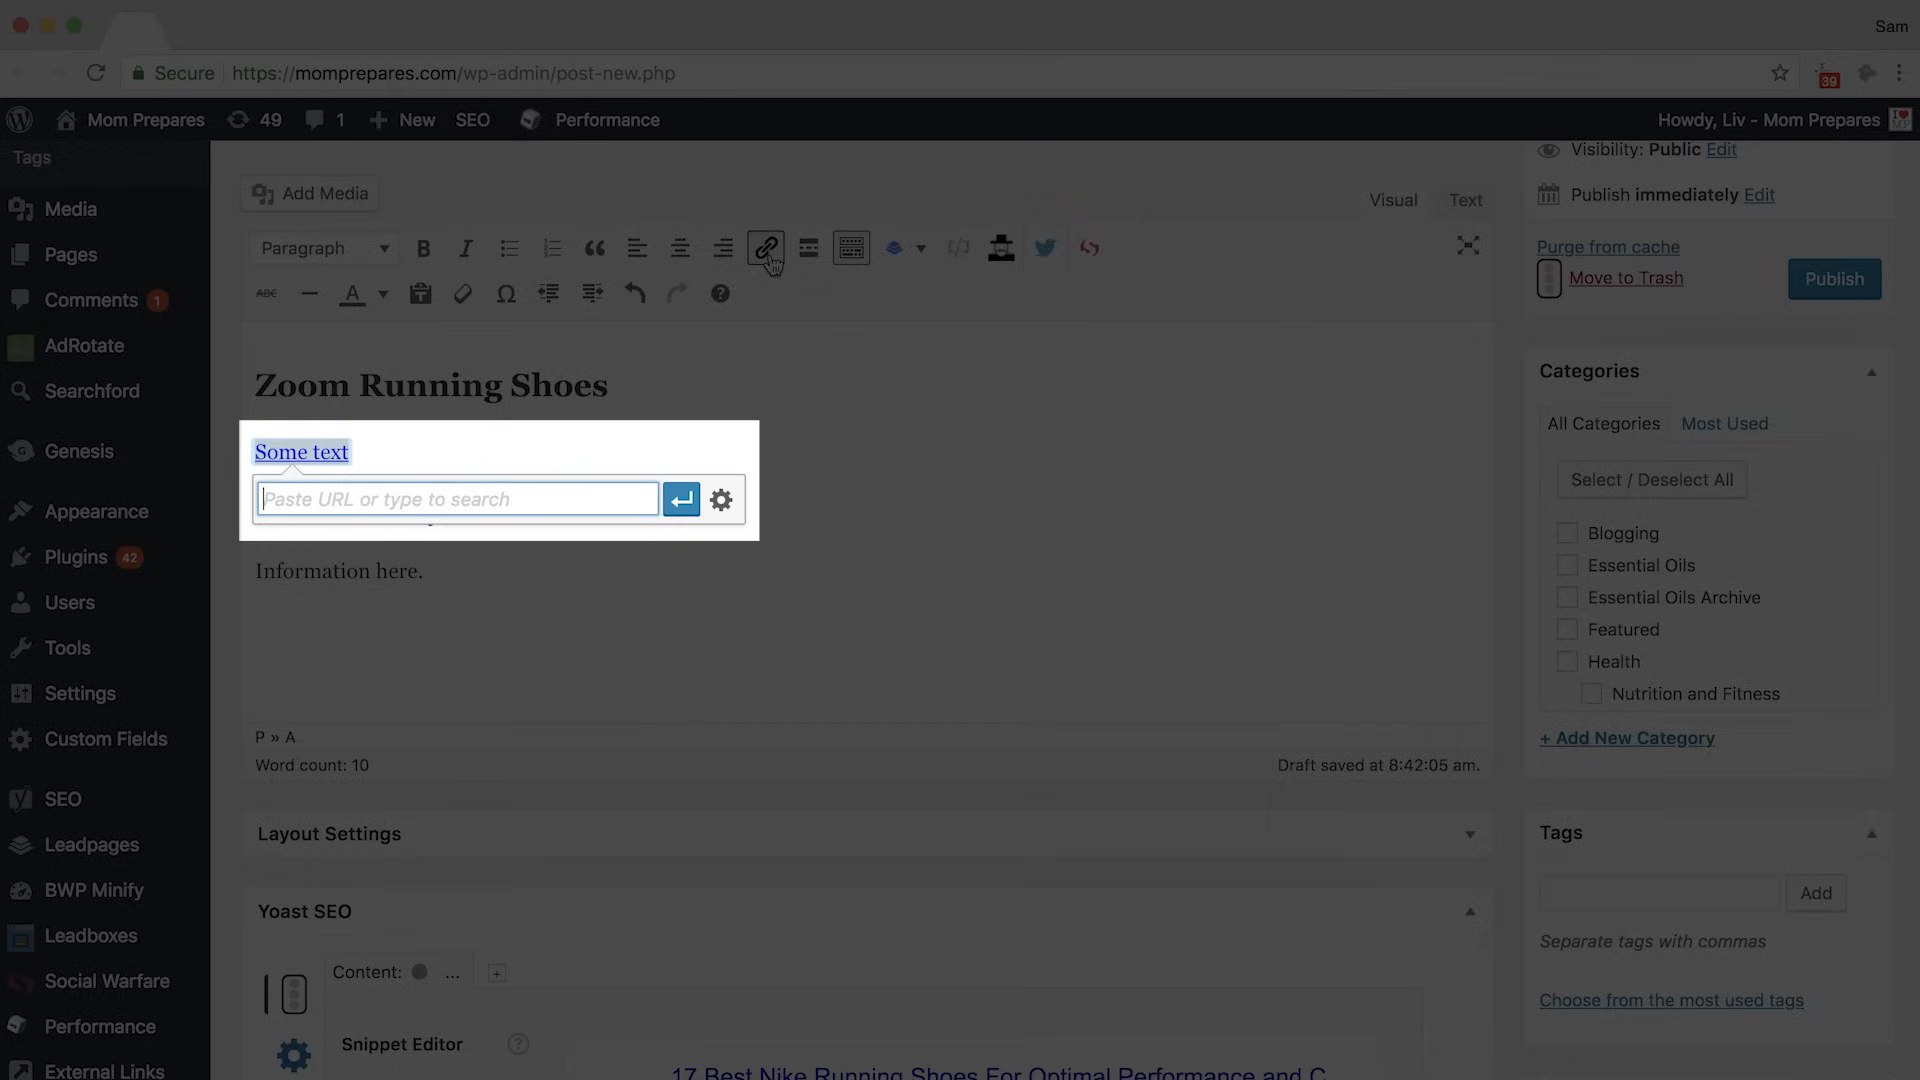 Sam
Secure https://momprepares.com/wp-admin/post-new.php
39
Mom Prepares 49 1 New SEO Performance Howdy, Liv - Mom Prepares
Tags
Media
Pages
Comments 1
AdRotate
Searchford
Genesis
Appearance
Plugins 42
Users
Tools
Settings
Custom Fields
SEO
Leadpages
BWP Minify
Leadboxes
Social Warfare
Performance
External Links
Add Media
Visual Text
Paragraph B I
ABC A
Zoom Running Shoes
Some text
Paste URL or type to search
Information here.
P » A
Word count: 10 Draft saved at 8:42:05 am.
Layout Settings
Yoast SEO
Content: ... +
Snippet Editor ?
17 Best Nike Running Shoes For Optimal Performance and C
Visibility: Public Edit
Publish immediately Edit
Purge from cache
Move to Trash Publish
Categories
All Categories Most Used
Select / Deselect All
Blogging
Essential Oils
Essential Oils Archive
Featured
Health
Nutrition and Fitness
+ Add New Category
Tags
Add
Separate tags with commas
Choose from the most used tags